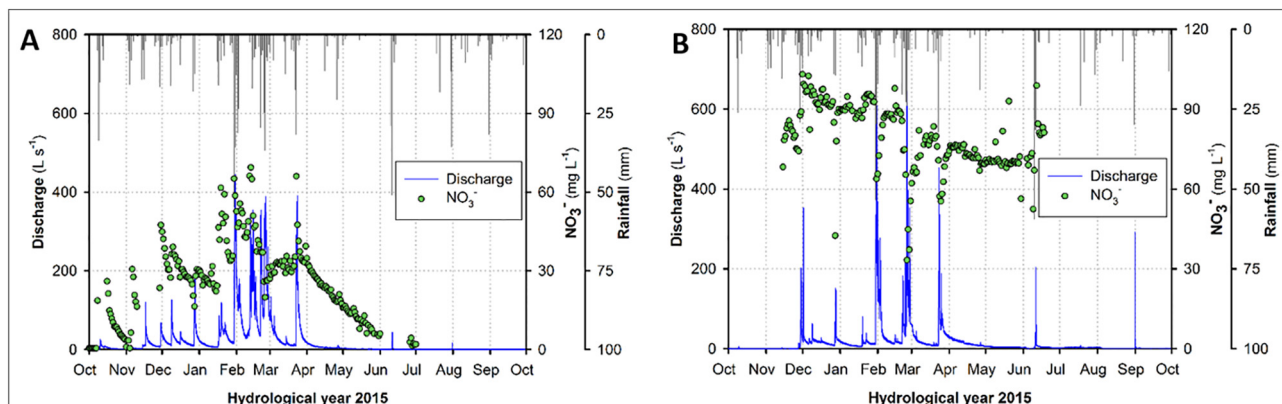 A
800
600
400
200
0
Discharge (L s⁻¹)
120
90
60
30
0
NO₃⁻ (mg L⁻¹)
0
25
50
75
100
Rainfall (mm)
Discharge
NO₃⁻
Oct Nov Dec Jan Feb Mar Apr May Jun Jul Aug Sep Oct
Hydrological year 2015
B
800
600
400
200
0
Discharge (L s⁻¹)
120
90
60
30
0
NO₃⁻ (mg L⁻¹)
0
25
50
75
100
Rainfall (mm)
Discharge
NO₃⁻
Oct Nov Dec Jan Feb Mar Apr May Jun Jul Aug Sep Oct
Hydrological year 2015